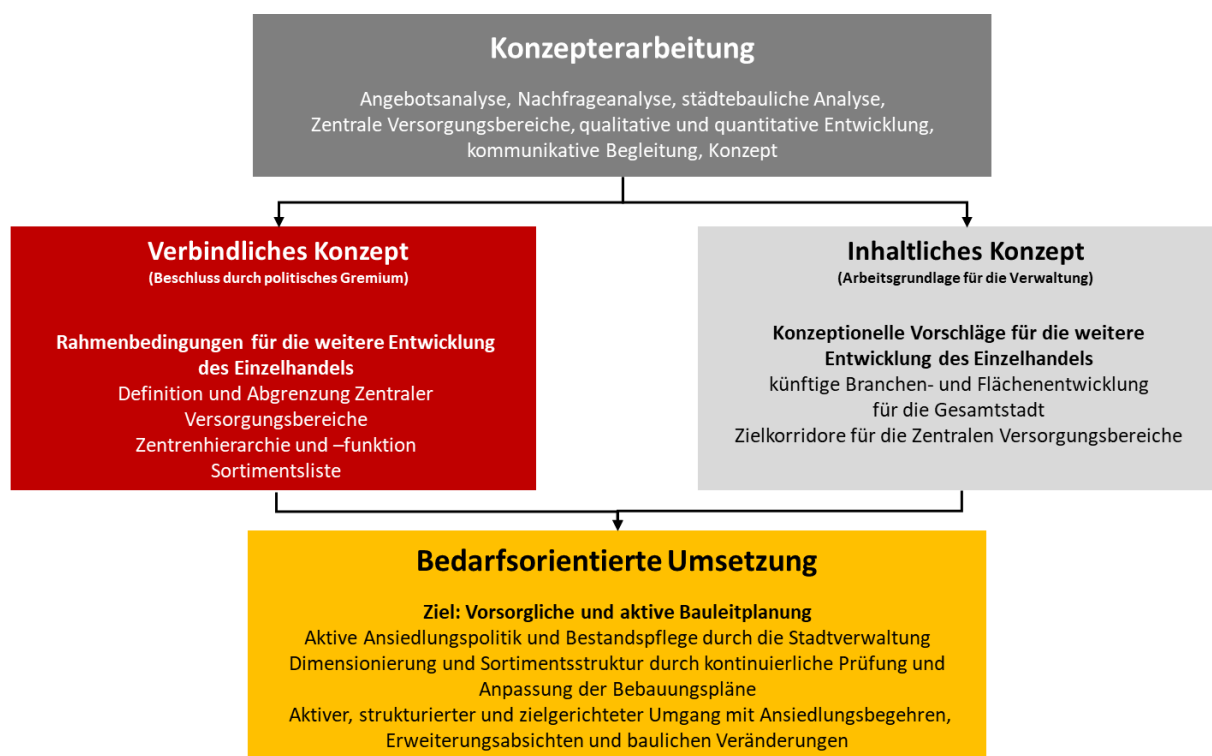 Konzepterarbeitung
Angebotsanalyse, Nachfrageanalyse, städtebauliche Analyse,
Zentrale Versorgungsbereiche, qualitative und quantitative Entwicklung,
kommunikative Begleitung, Konzept
Verbindliches Konzept
(Beschluss durch politisches Gremium)
Rahmenbedingungen für die weitere Entwicklung
des Einzelhandels
Definition und Abgrenzung Zentraler
Versorgungsbereiche
Zentrenhierarchie und –funktion
Sortimentsliste
Inhaltliches Konzept
(Arbeitsgrundlage für die Verwaltung)
Konzeptionelle Vorschläge für die weitere
Entwicklung des Einzelhandels
künftige Branchen- und Flächenentwicklung
für die Gesamtstadt
Zielkorridore für die Zentralen Versorgungsbereiche
Bedarfsorientierte Umsetzung
Ziel: Vorsorgliche und aktive Bauleitplanung
Aktive Ansiedlungspolitik und Bestandspflege durch die Stadtverwaltung
Dimensionierung und Sortimentsstruktur durch kontinuierliche Prüfung und
Anpassung der Bebauungspläne
Aktiver, strukturierter und zielgerichteter Umgang mit Ansiedlungsbegehren,
Erweiterungsabsichten und baulichen Veränderungen